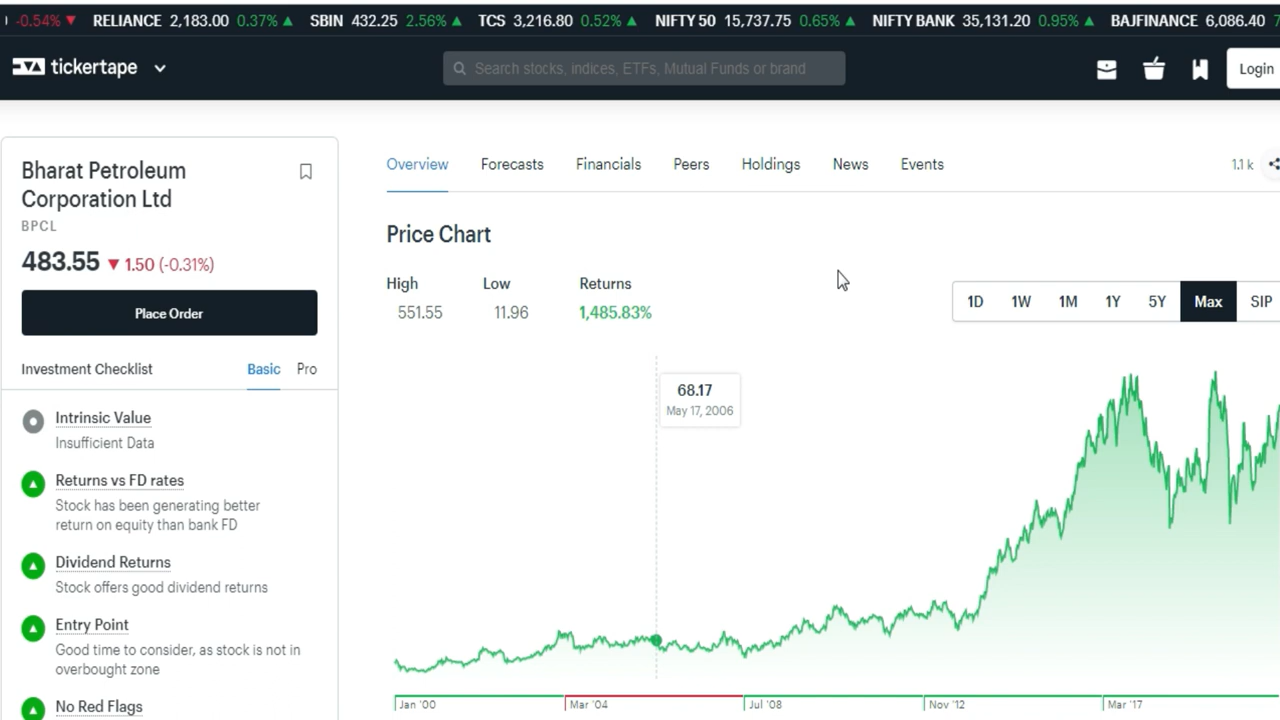 -0.54% ▼ RELIANCE 2,183.00 0.37% ▲ SBIN 432.25 2.56% ▲ TCS 3,216.80 0.52% ▲ NIFTY 50 15,737.75 0.65% ▲ NIFTY BANK 35,131.20 0.95% ▲ BAJFINANCE 6,086.40
tickertape
Search stocks, indices, ETFs, Mutual Funds or brand
Login
Bharat Petroleum
Corporation Ltd
BPCL
483.55 ▼ 1.50 (-0.31%)
Place Order
Investment Checklist Basic Pro
Intrinsic Value
Insufficient Data
Returns vs FD rates
Stock has been generating better
return on equity than bank FD
Dividend Returns
Stock offers good dividend returns
Entry Point
Good time to consider, as stock is not in
overbought zone
No Red Flags
Overview Forecasts Financials Peers Holdings News Events 1.1 k
Price Chart
High Low Returns
551.55 11.96 1,485.83%
1D 1W 1M 1Y 5Y Max SIP
68.17
May 17, 2006
Jan '00 Mar '04 Jul '08 Nov '12 Mar '17